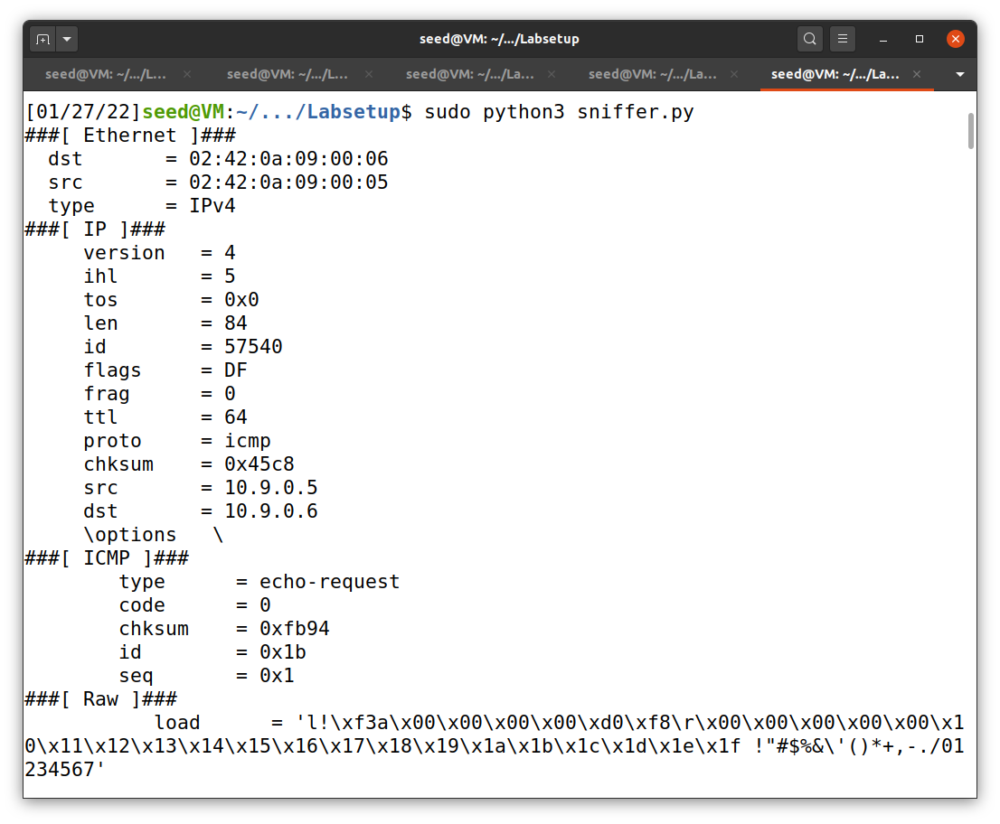 seed@VM: ~/.../Labsetup
seed@VM: ~/.../L... seed@VM: ~/.../L... seed@VM: ~/.../La... seed@VM: ~/.../La... seed@VM: ~/.../La...
[01/27/22]seed@VM:~/.../Labsetup$ sudo python3 sniffer.py
###[ Ethernet ]###
  dst       = 02:42:0a:09:00:06
  src       = 02:42:0a:09:00:05
  type      = IPv4
###[ IP ]###
     version   = 4
     ihl       = 5
     tos       = 0x0
     len       = 84
     id        = 57540
     flags     = DF
     frag      = 0
     ttl       = 64
     proto     = icmp
     chksum    = 0x45c8
     src       = 10.9.0.5
     dst       = 10.9.0.6
     \options   \
###[ ICMP ]###
        type      = echo-request
        code      = 0
        chksum    = 0xfb94
        id        = 0x1b
        seq       = 0x1
###[ Raw ]###
           load      = 'l!\xf3a\x00\x00\x00\x00\xd0\xf8\r\x00\x00\x00\x00\x00\x1
0\x11\x12\x13\x14\x15\x16\x17\x18\x19\x1a\x1b\x1c\x1d\x1e\x1f !"#$%&\'()*+,-./01
234567'